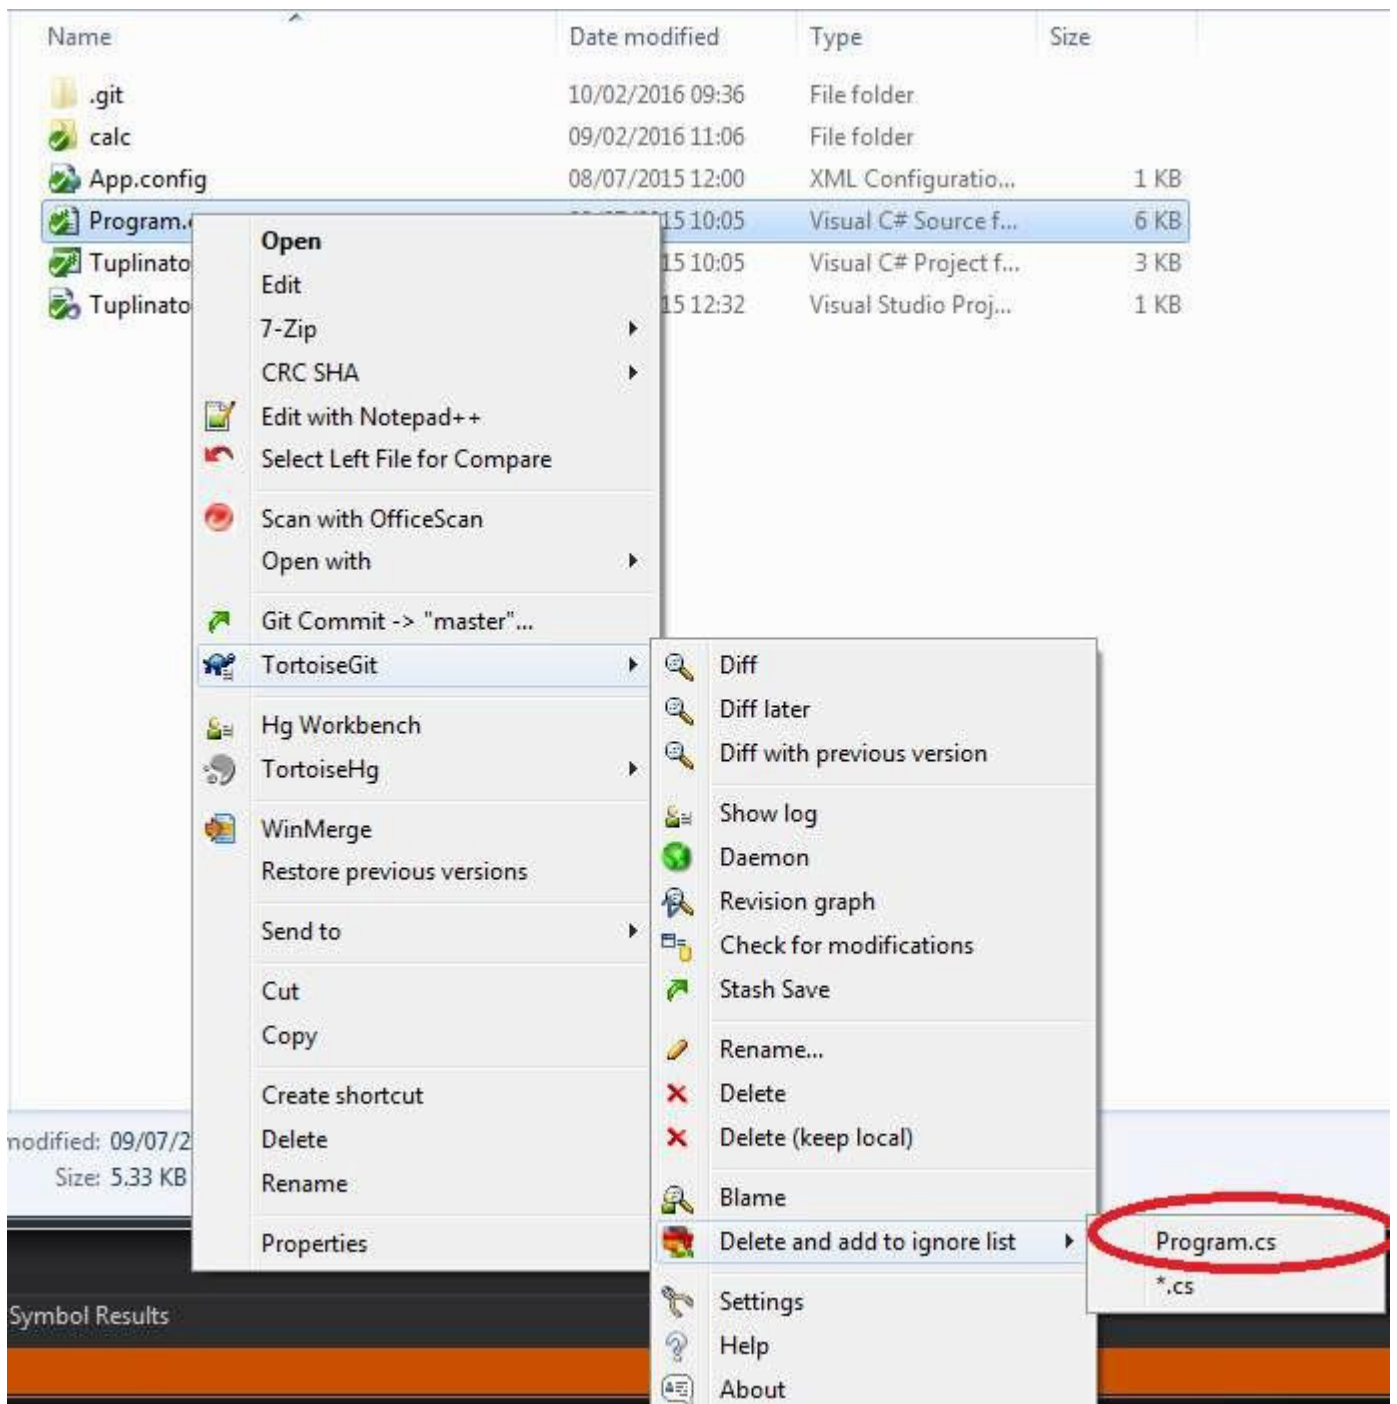 Name Date modified Type Size
.git 10/02/2016 09:36 File folder
calc 09/02/2016 11:06 File folder
App.config 08/07/2015 12:00 XML Configuratio... 1 KB
Program. 15 10:05 Visual C# Source f... 6 KB
Tuplinato 15 10:05 Visual C# Project f... 3 KB
Tuplinato 15 12:32 Visual Studio Proj... 1 KB
Open
Edit
7-Zip
CRC SHA
Edit with Notepad++
Select Left File for Compare
Scan with OfficeScan
Open with
Git Commit -> "master"...
TortoiseGit
Hg Workbench
TortoiseHg
WinMerge
Restore previous versions
Send to
Cut
Copy
Create shortcut
Delete
Rename
Properties
Diff
Diff later
Diff with previous version
Show log
Daemon
Revision graph
Check for modifications
Stash Save
Rename...
Delete
Delete (keep local)
Blame
Delete and add to ignore list
Settings
Help
About
Program.cs
*.cs
modified: 09/07/2
Size: 5.33 KB
Symbol Results